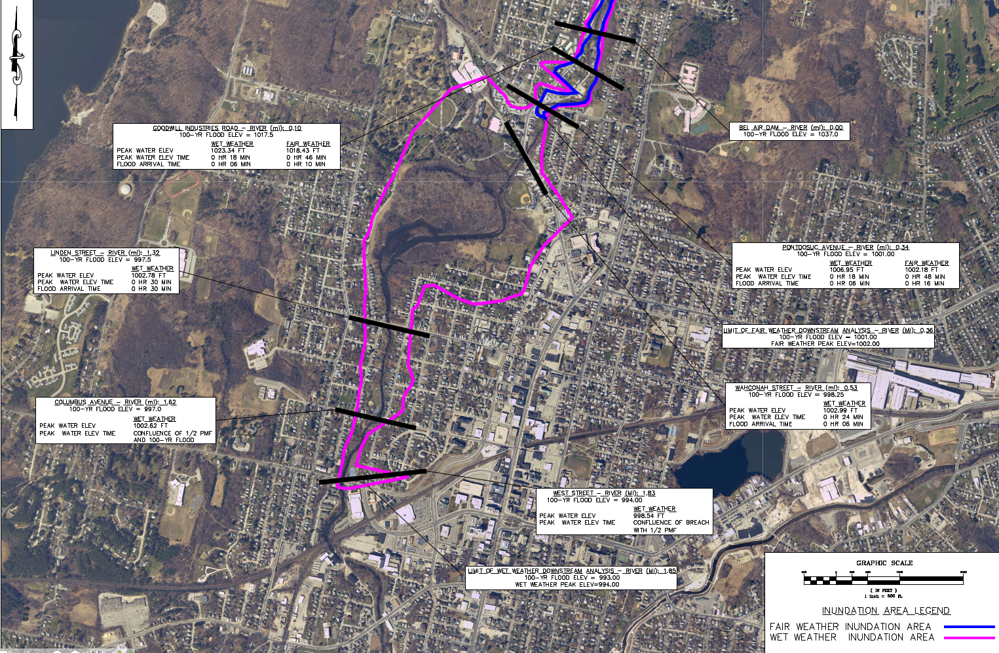 GOODWILL INDUSTRIES ROAD - RIVER (mi): 0.10
100-YR FLOOD ELEV = 1017.5
WET WEATHER FAIR WEATHER
PEAK WATER ELEV 1023.34 FT 1018.43 FT
PEAK WATER ELEV TIME 0 HR 18 MIN 0 HR 46 MIN
FLOOD ARRIVAL TIME 0 HR 06 MIN 0 HR 10 MIN
BEL AIR DAM - RIVER (mi): 0.00
100-YR FLOOD ELEV = 1037.0
LINDEN STREET - RIVER (mi): 1.32
100-YR FLOOD ELEV = 997.5
WET WEATHER
PEAK WATER ELEV 1002.78 FT
PEAK WATER ELEV TIME 0 HR 30 MIN
FLOOD ARRIVAL TIME 0 HR 30 MIN
PONTOOSUC AVENUE - RIVER (mi): 0.34
100-YR FLOOD ELEV = 1001.00
WET WEATHER FAIR WEATHER
PEAK WATER ELEV 1006.95 FT 1002.18 FT
PEAK WATER ELEV TIME 0 HR 18 MIN 0 HR 48 MIN
FLOOD ARRIVAL TIME 0 HR 06 MIN 0 HR 16 MIN
LIMIT OF FAIR WEATHER DOWNSTREAM ANALYSIS - RIVER (MI): 0.36
100-YR FLOOD ELEV = 1001.00
FAIR WEATHER PEAK ELEV=1002.00
COLUMBUS AVENUE - RIVER (mi): 1.62
100-YR FLOOD ELEV = 997.0
WET WEATHER
PEAK WATER ELEV 1002.62 FT
PEAK WATER ELEV TIME CONFLUENCE OF 1/2 PMF
AND 100-YR FLOOD
WAHCONAH STREET - RIVER (mi): 0.53
100-YR FLOOD ELEV = 998.25
WET WEATHER
PEAK WATER ELEV 1002.99 FT
PEAK WATER ELEV TIME 0 HR 24 MIN
FLOOD ARRIVAL TIME 0 HR 06 MIN
WEST STREET - RIVER (MI): 1.83
100-YR FLOOD ELEV = 994.00
WET WEATHER
PEAK WATER ELEV 998.54 FT
PEAK WATER ELEV TIME CONFLUENCE OF BREACH
WITH 1/2 PMF
LIMIT OF WET WEATHER DOWNSTREAM ANALYSIS - RIVER (MI): 1.85
100-YR FLOOD ELEV = 993.00
WET WEATHER PEAK ELEV=994.00
GRAPHIC SCALE
( IN FEET )
1 inch = 500 ft.
INUNDATION AREA LEGEND
FAIR WEATHER INUNDATION AREA
WET WEATHER INUNDATION AREA